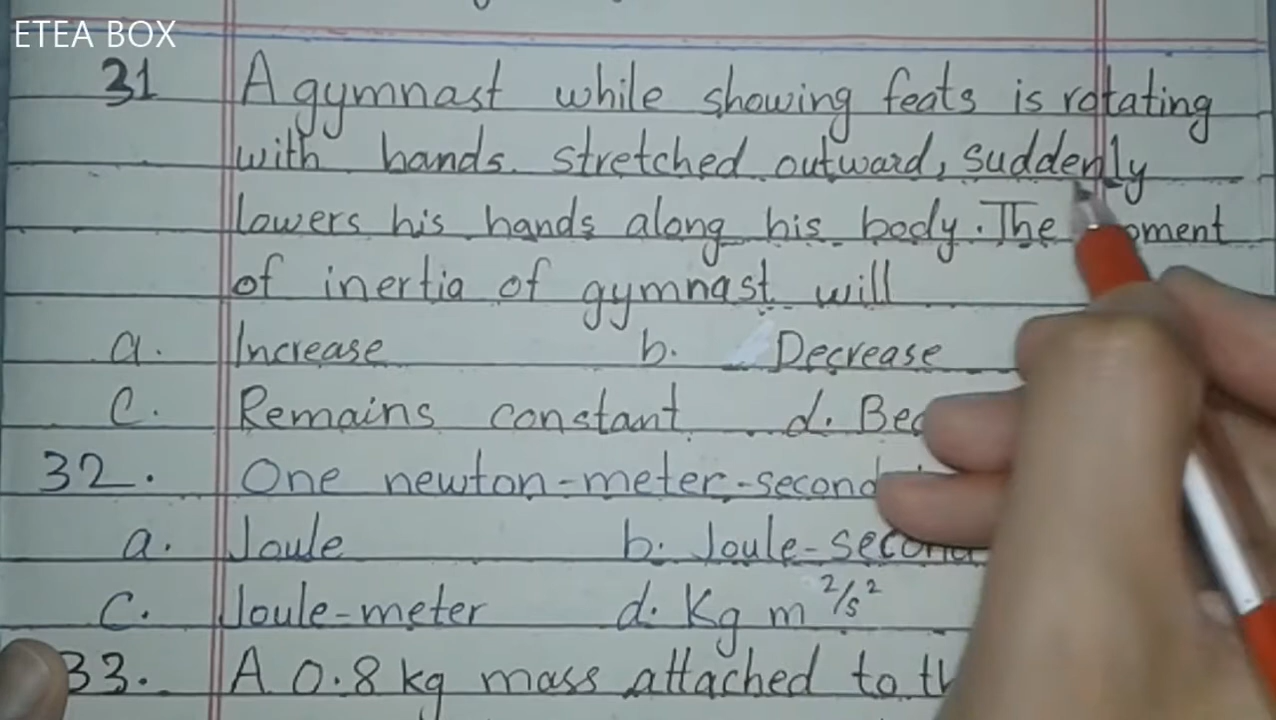 ETEA BOX
31 A gymnast while showing feats is rotating
with hands stretched outward, suddenly
lowers his hands along his body. The
of inertia of gymnast will
a. Increase b. Decrease
C. Remains constant d.
32. One newton-meter-second
a. Joule b. Joule-second
C. Joule-meter d. Kg m²/s²
33. A 0.8 kg mass attached to